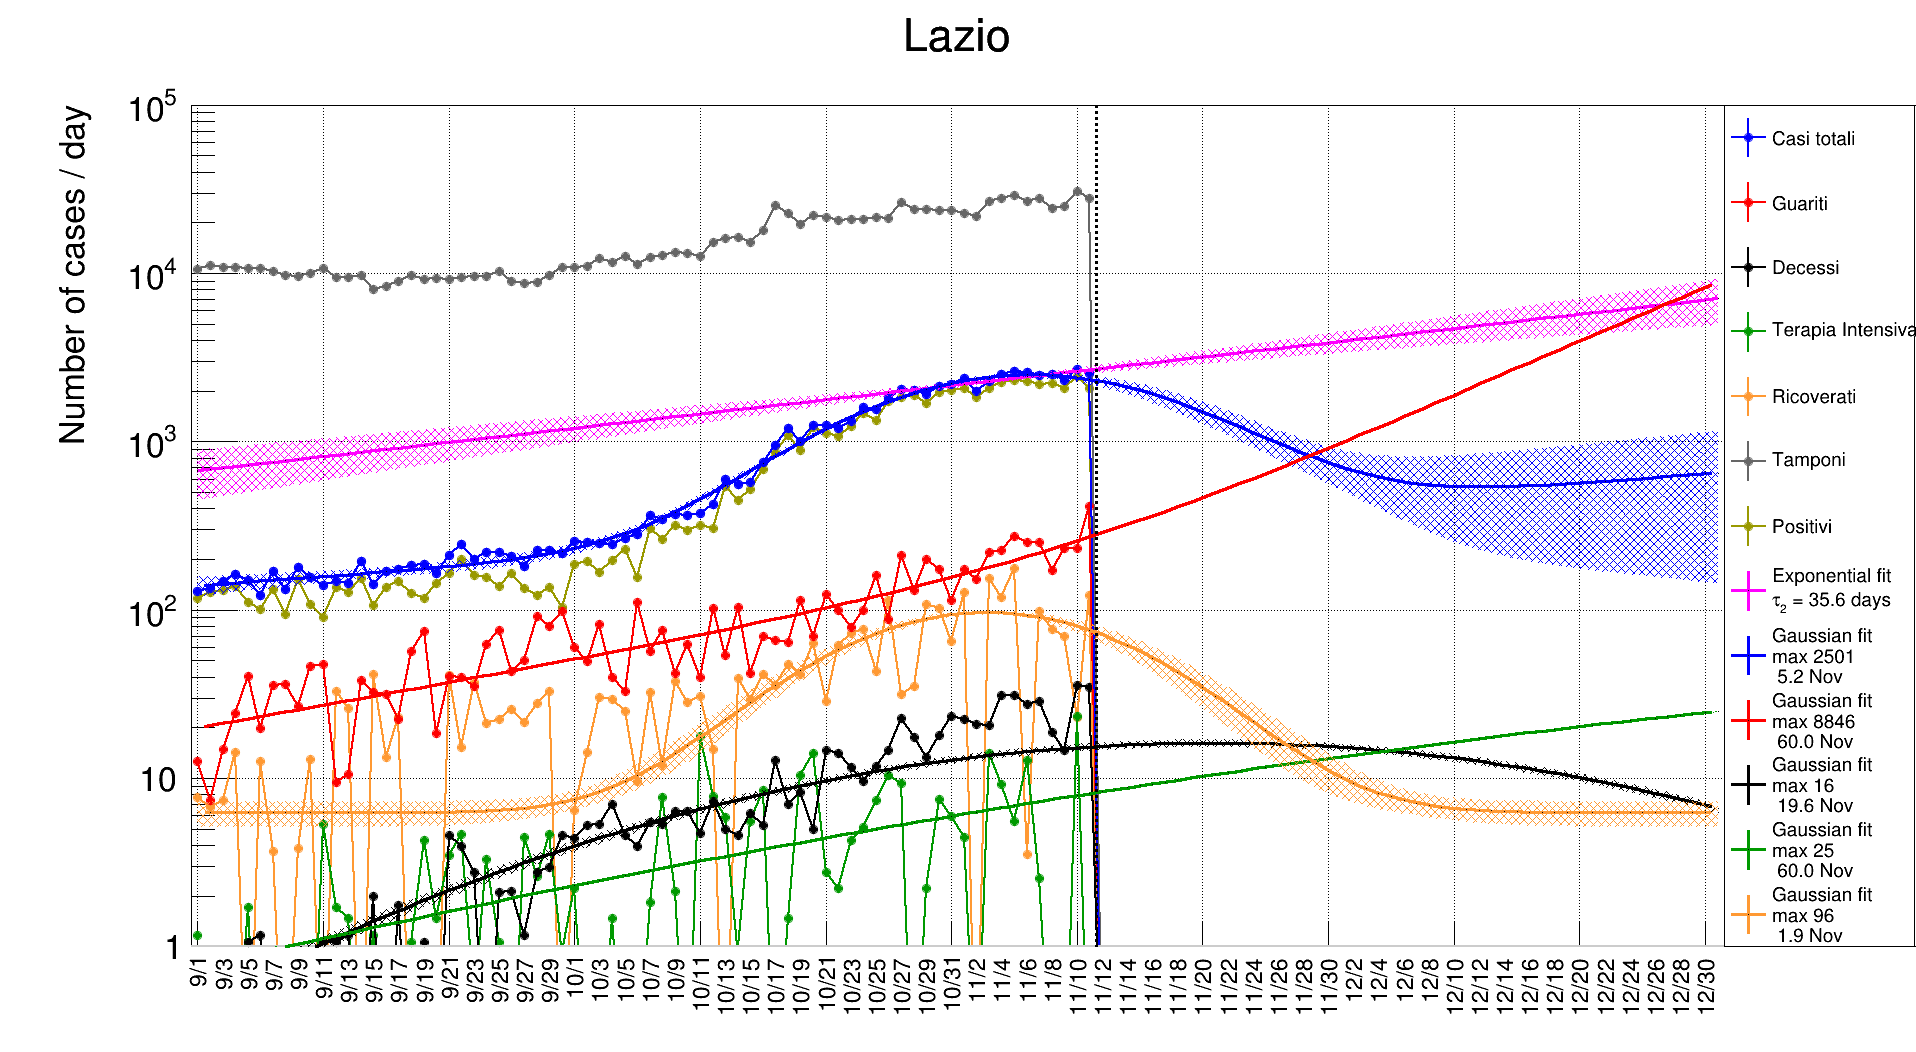 Lazio
Number of cases / day
10^5
10^4
10^3
10^2
10
1
9/1
9/3
9/5
9/7
9/9
9/11
9/13
9/15
9/17
9/19
9/21
9/23
9/25
9/27
9/29
10/1
10/3
10/5
10/7
10/9
10/11
10/13
10/15
10/17
10/19
10/21
10/23
10/25
10/27
10/29
10/31
11/2
11/4
11/6
11/8
11/10
11/12
11/14
11/16
11/18
11/20
11/22
11/24
11/26
11/28
11/30
12/2
12/4
12/6
12/8
12/10
12/12
12/14
12/16
12/18
12/20
12/22
12/24
12/26
12/28
12/30
Casi totali
Guariti
Decessi
Terapia Intensiva
Ricoverati
Tamponi
Positivi
Exponential fit
τ2 = 35.6 days
Gaussian fit
max 2501
5.2 Nov
Gaussian fit
max 8846
60.0 Nov
Gaussian fit
max 16
19.6 Nov
Gaussian fit
max 25
60.0 Nov
Gaussian fit
max 96
1.9 Nov